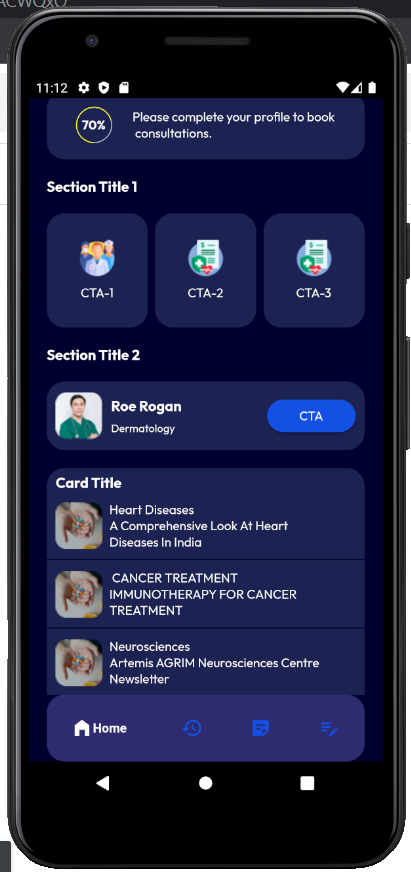 ACWQxO
11:12
70%
Please complete your profile to book
consultations.
Section Title 1
CTA-1
CTA-2
CTA-3
Section Title 2
Roe Rogan
Dermatology
CTA
Card Title
Heart Diseases
A Comprehensive Look At Heart
Diseases In India
CANCER TREATMENT
IMMUNOTHERAPY FOR CANCER
TREATMENT
Neurosciences
Artemis AGRIM Neurosciences Centre
Newsletter
Home